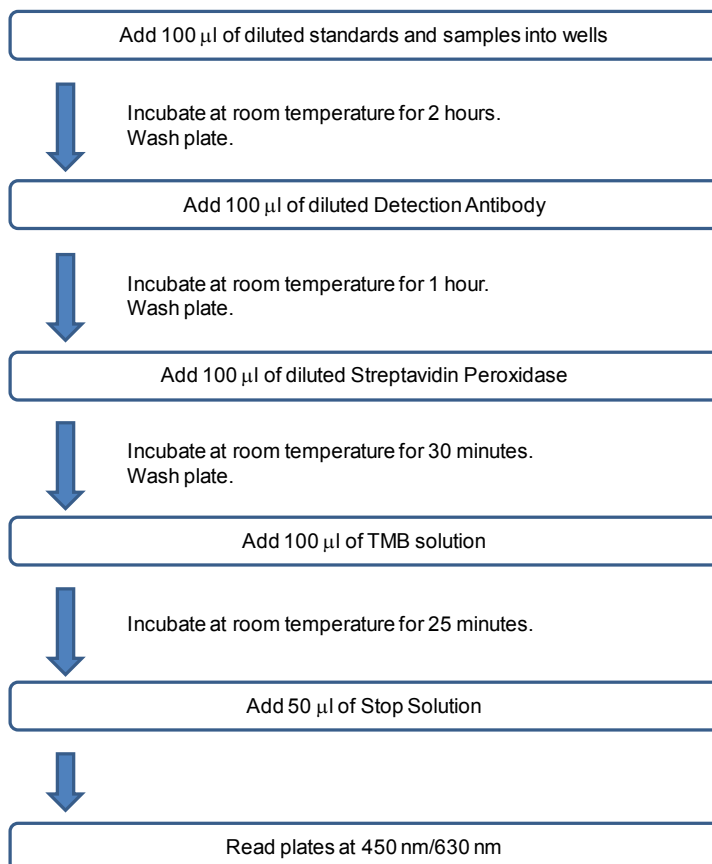 Add 100 μl of diluted standards and samples into wells
Incubate at room temperature for 2 hours.
Wash plate.
Add 100 μl of diluted Detection Antibody
Incubate at room temperature for 1 hour.
Wash plate.
Add 100 μl of diluted Streptavidin Peroxidase
Incubate at room temperature for 30 minutes.
Wash plate.
Add 100 μl of TMB solution
Incubate at room temperature for 25 minutes.
Add 50 μl of Stop Solution
Read plates at 450 nm/630 nm